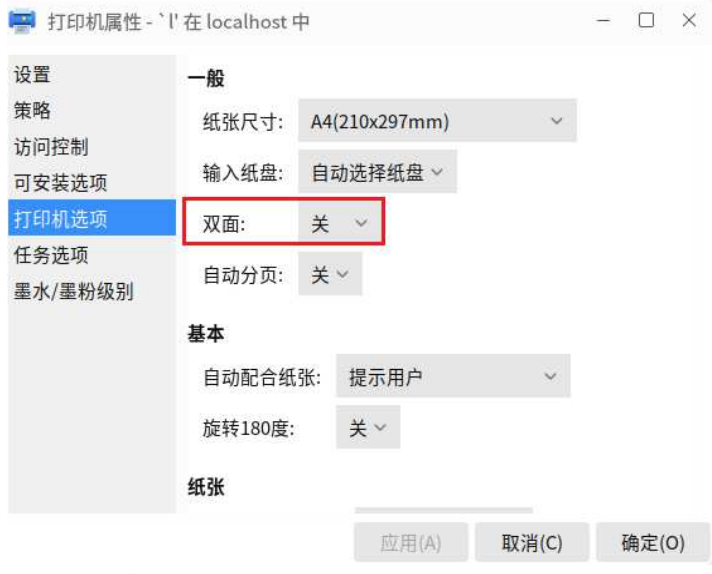 打印机属性 - `l' 在 localhost 中
设置
策略
访问控制
可安装选项
打印机选项
任务选项
墨水/墨粉级别
一般
纸张尺寸: A4(210x297mm)
输入纸盘: 自动选择纸盘
双面: 关
自动分页: 关
基本
自动配合纸张: 提示用户
旋转180度: 关
纸张
应用(A) 取消(C) 确定(O)